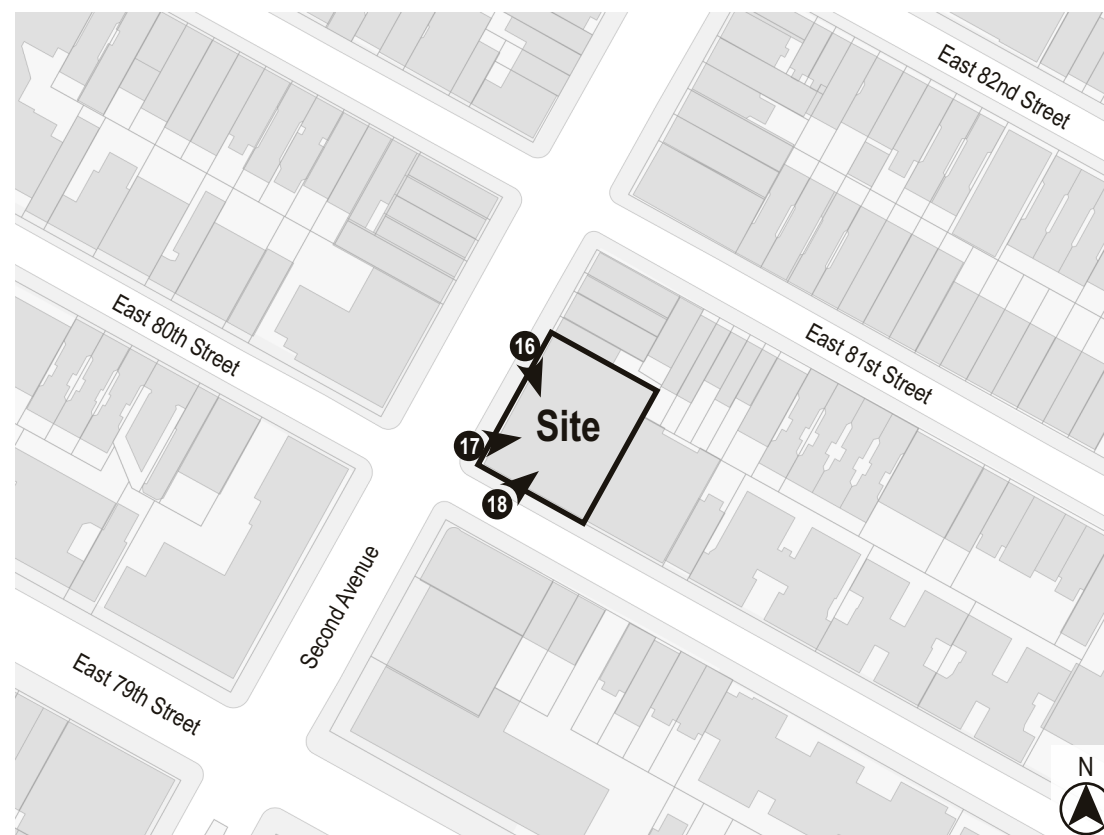 East 82nd Street
East 81st Street
East 80th Street
16
Site
17
18
Second Avenue
East 79th Street
N